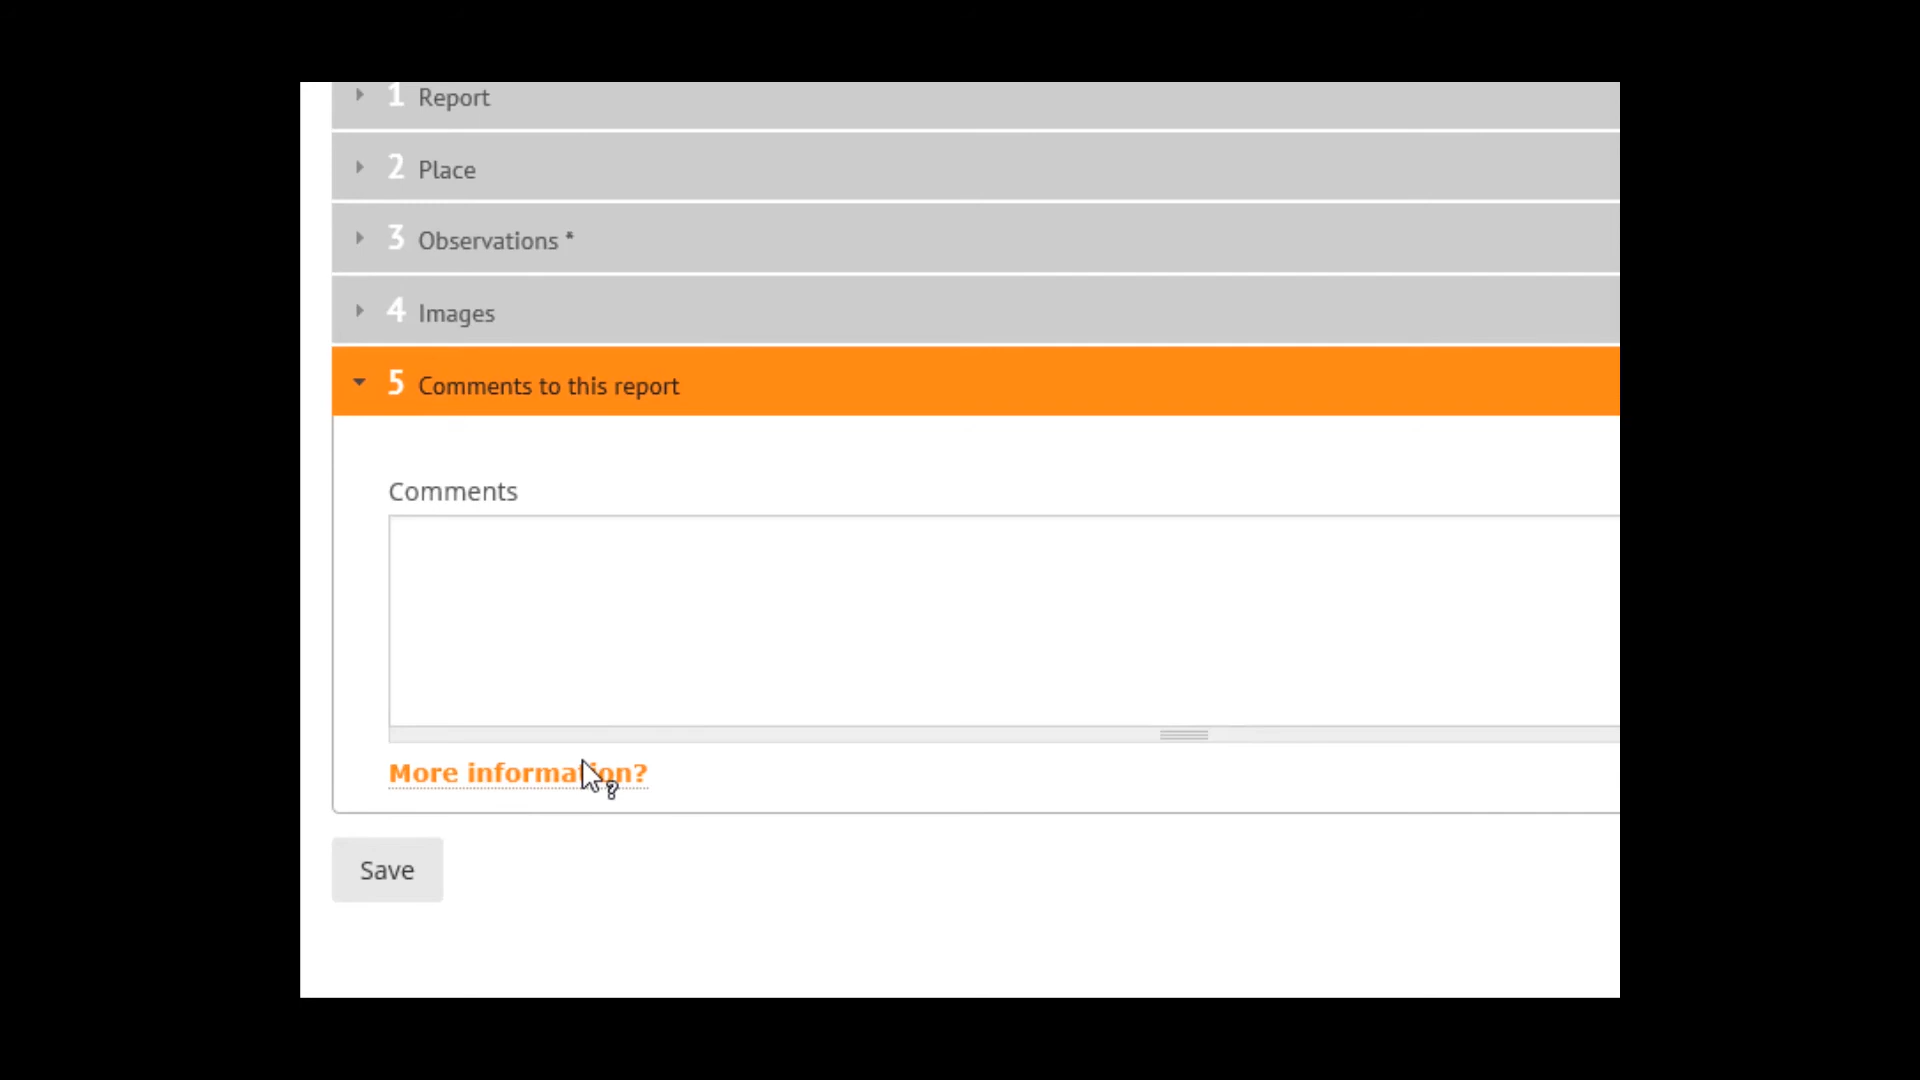 1 Report
2 Place
3 Observations *
4 Images
5 Comments to this report
Comments
More information?
Save